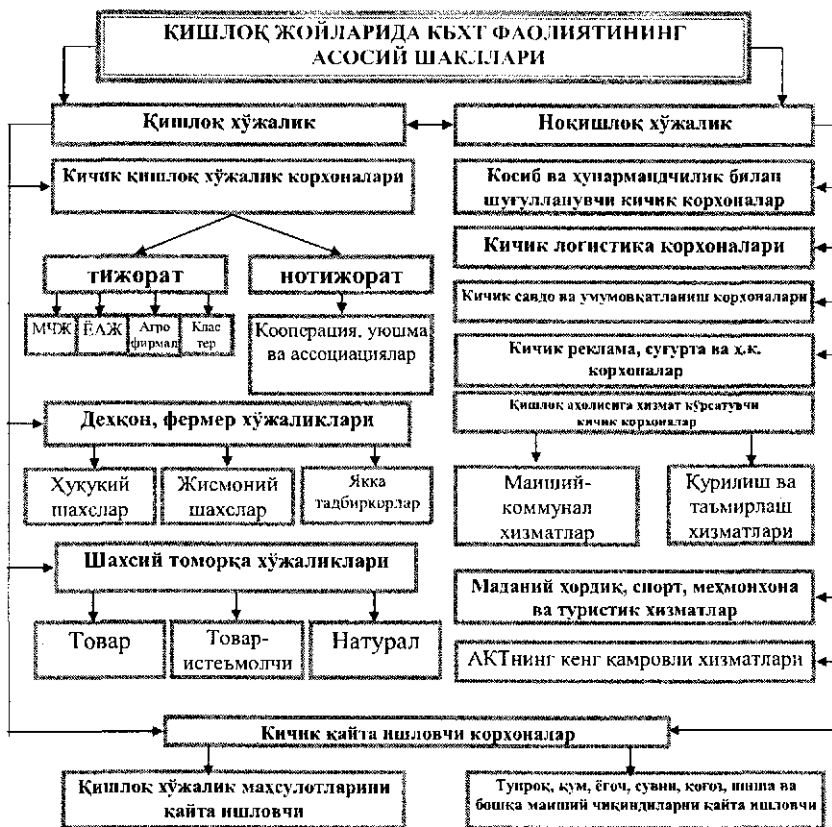 ҚИШЛОҚ ЖОЙЛАРИДА КБХТ ФАОЛИЯТИНИНГ
АСОСИЙ ШАКЛЛАРИ
Қишлоқ хўжалик
Ноқишлоқ хўжалик
Кичик қишлоқ хўжалик корхоналари
Косиб ва ҳунармандчилик билан
шуғулланувчи кичик корхоналар
Кичик логистика корхоналари
тижорат
нотижорат
Кичик савдо ва умумовқатланиш корхоналари
МЧЖ
ЁАЖ
Агро
фирмал
Клас
тер
Кооперация, уюшма
ва ассоциациялар
Кичик реклама, суғурта ва ҳ.к.
корхоналар
Деҳқон, фермер хўжаликлари
Қишлоқ аҳолисига хизмат кўрсатувчи
кичик корхоналар
Ҳуқуқий
шахслар
Жисмоний
шахслар
Якка
тадбиркорлар
Маиший-
коммунал
хизматлар
Қурилиш ва
таъмирлаш
хизматлари
Шахсий томорқа хўжаликлари
Маданий ҳордиқ, спорт, меҳмонхона
ва туристик хизматлар
Товар
Товар-
истеъмолчи
Натурал
АКТнинг кенг қамровли хизматлари
Кичик қайта ишловчи корхоналар
Қишлоқ хўжалик маҳсулотларини
қайта ишловчи
Тупроқ, қум, ёғоч, сувни, қоғоз, шиша ва
бошқа маиший чиқиндиларни қайта ишловчи